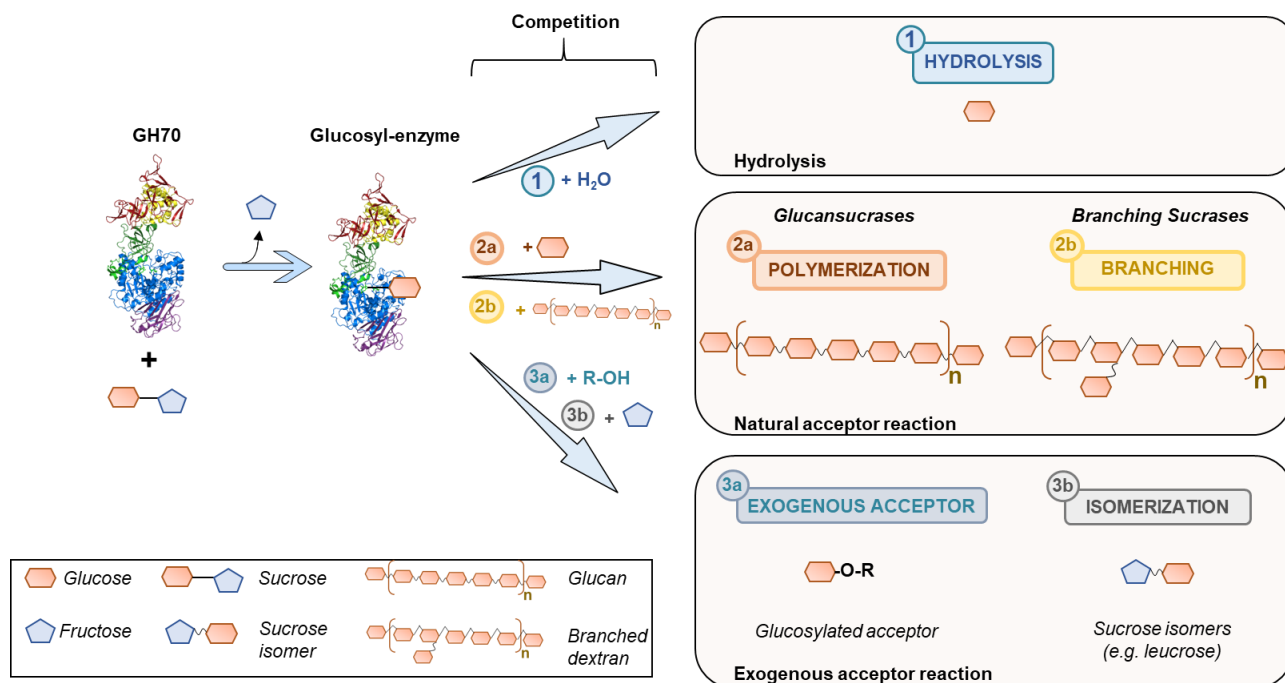 Competition
GH70
Glucosyl-enzyme
+
1 + H₂O
2a +
2b +
n
3a + R-OH
3b +
1
HYDROLYSIS
Hydrolysis
Glucansucrases
Branching Sucrases
2a
POLYMERIZATION
2b
BRANCHING
n
n
Natural acceptor reaction
3a
EXOGENOUS ACCEPTOR
3b
ISOMERIZATION
-O-R
Glucosylated acceptor
Sucrose isomers
(e.g. leucrose)
Exogenous acceptor reaction
Glucose
Sucrose
Glucan
n
Fructose
Sucrose
isomer
Branched
dextran
n